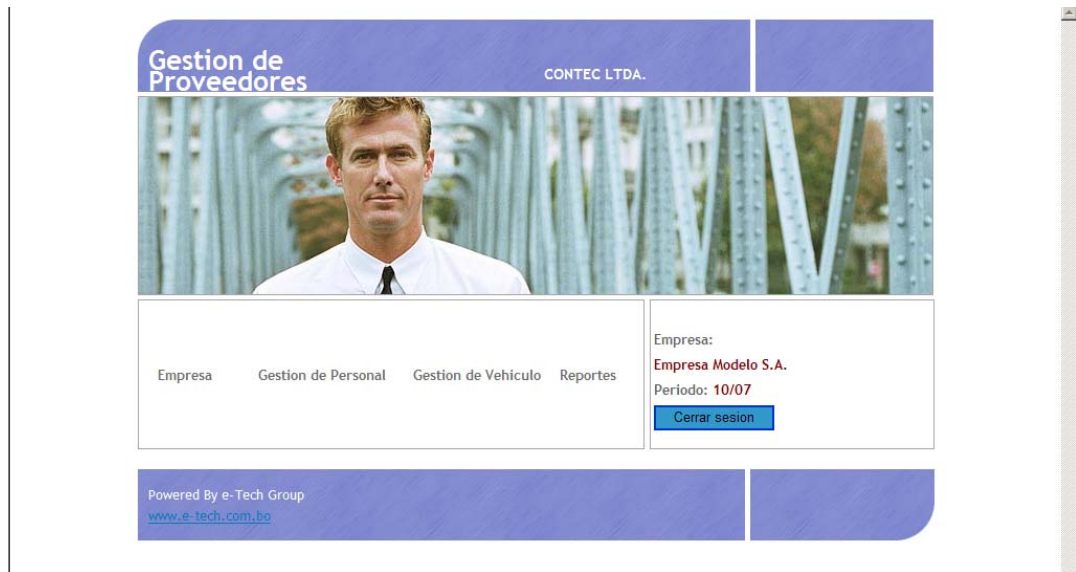 Gestion de
Proveedores
CONTEC LTDA.
Empresa
Gestion de Personal
Gestion de Vehiculo
Reportes
Empresa:
Empresa Modelo S.A.
Periodo: 10/07
Cerrar sesion
Powered By e-Tech Group
www.e-tech.com.bo